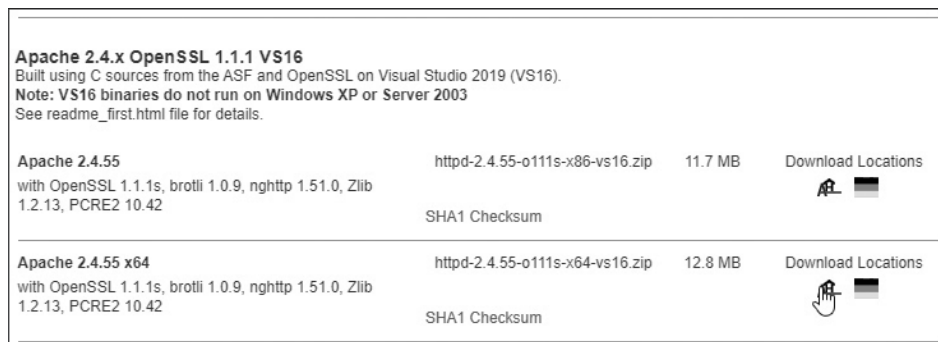 Apache 2.4.x OpenSSL 1.1.1 VS16
Built using C sources from the ASF and OpenSSL on Visual Studio 2019 (VS16).
Note: VS16 binaries do not run on Windows XP or Server 2003
See readme_first.html file for details.
Apache 2.4.55 httpd-2.4.55-o111s-x86-vs16.zip 11.7 MB Download Locations
with OpenSSL 1.1.1s, brotli 1.0.9, nghttp 1.51.0, Zlib
1.2.13, PCRE2 10.42
SHA1 Checksum
Apache 2.4.55 x64 httpd-2.4.55-o111s-x64-vs16.zip 12.8 MB Download Locations
with OpenSSL 1.1.1s, brotli 1.0.9, nghttp 1.51.0, Zlib
1.2.13, PCRE2 10.42
SHA1 Checksum